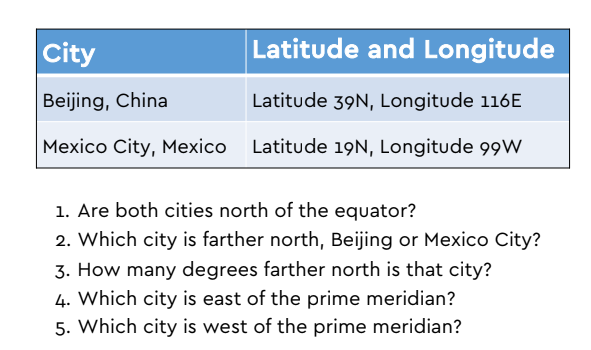 City Latitude and Longitude
Beijing, China Latitude 39N, Longitude 116E
Mexico City, Mexico Latitude 19N, Longitude 99W
1. Are both cities north of the equator?
2. Which city is farther north, Beijing or Mexico City?
3. How many degrees farther north is that city?
4. Which city is east of the prime meridian?
5. Which city is west of the prime meridian?